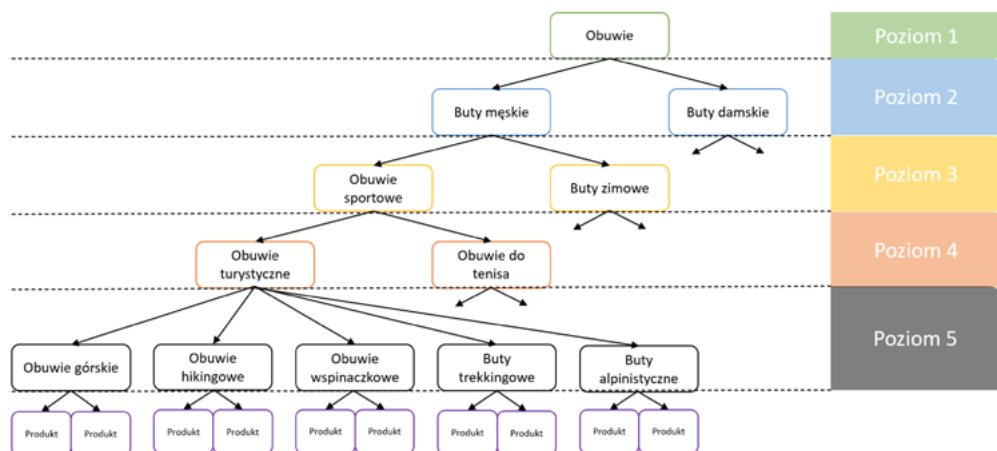 Obuwie
Poziom 1
Buty męskie
Buty damskie
Poziom 2
Obuwie
sportowe
Buty zimowe
Poziom 3
Obuwie
turystyczne
Obuwie do
tenisa
Poziom 4
Obuwie górskie
Obuwie
hikingowe
Obuwie
wspinaczkowe
Buty
trekkingowe
Buty
alpinistyczne
Poziom 5
Produkt
Produkt
Produkt
Produkt
Produkt
Produkt
Produkt
Produkt
Produkt
Produkt